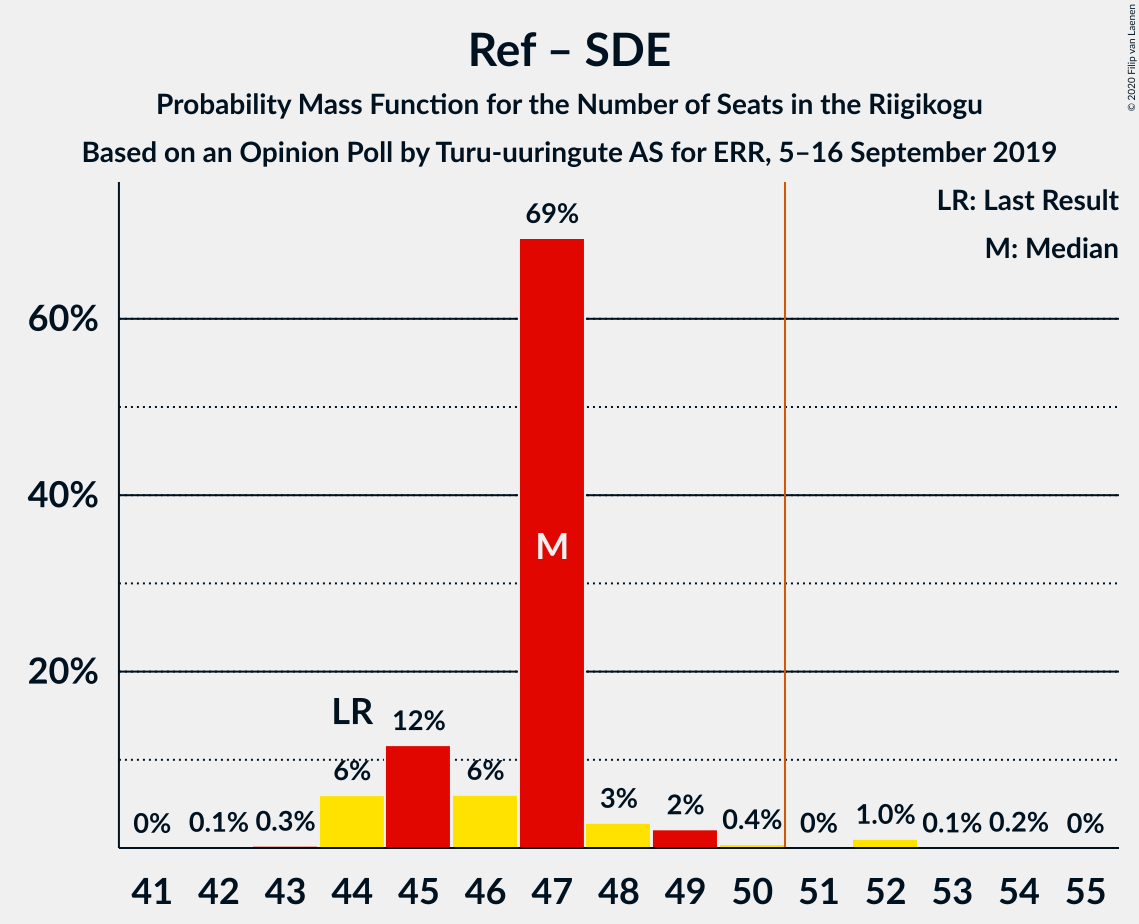 Ref – SDE
Probability Mass Function for the Number of Seats in the Riigikogu
Based on an Opinion Poll by Turu-uuringute AS for ERR, 5–16 September 2019
© 2020 Filip van Laenen
LR: Last Result
M: Median
60%
40%
20%
0% 0.1% 0.3% 6% 12% 6% 69% 3% 2% 0.4% 0% 1.0% 0.1% 0.2% 0%
LR
M
41 42 43 44 45 46 47 48 49 50 51 52 53 54 55